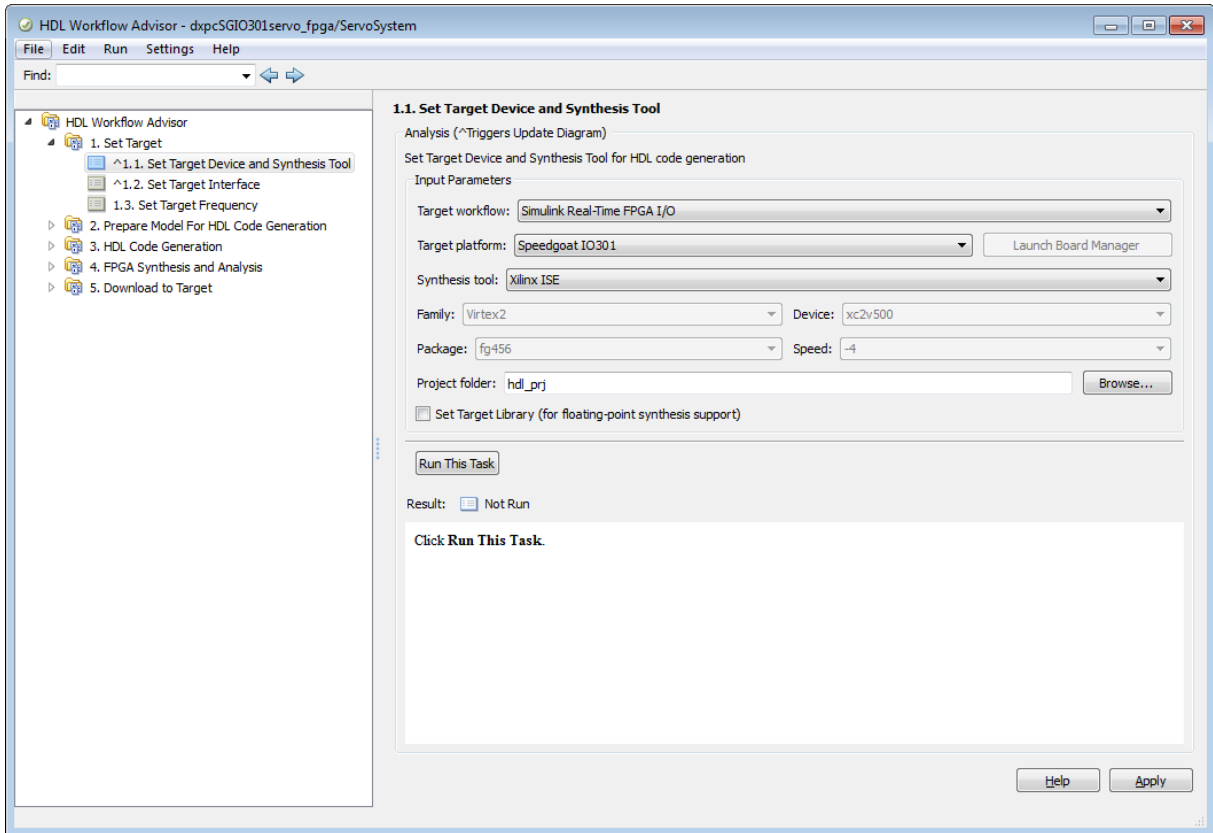 HDL Workflow Advisor - dxpcSGIO301servo_fpga/ServoSystem
File Edit Run Settings Help
Find:
HDL Workflow Advisor
1. Set Target
^1.1. Set Target Device and Synthesis Tool
^1.2. Set Target Interface
1.3. Set Target Frequency
2. Prepare Model For HDL Code Generation
3. HDL Code Generation
4. FPGA Synthesis and Analysis
5. Download to Target
1.1. Set Target Device and Synthesis Tool
Analysis (^Triggers Update Diagram)
Set Target Device and Synthesis Tool for HDL code generation
Input Parameters
Target workflow: Simulink Real-Time FPGA I/O
Target platform: Speedgoat IO301 Launch Board Manager
Synthesis tool: Xilinx ISE
Family: Virtex2 Device: xc2v500
Package: fg456 Speed: -4
Project folder: hdl_prj Browse...
Set Target Library (for floating-point synthesis support)
Run This Task
Result: Not Run
Click Run This Task.
Help Apply